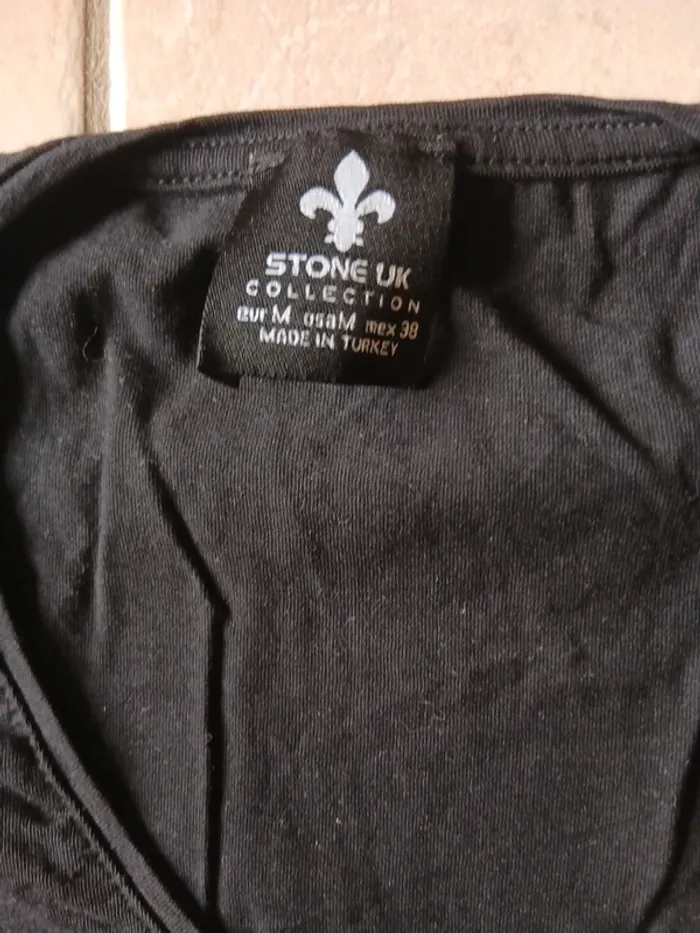 STONE UK
COLLECTION
eur M usa M mex 38
MADE IN TURKEY